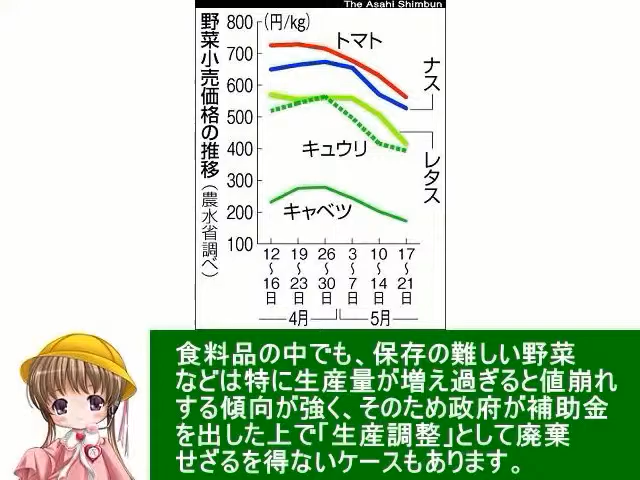 The Asahi Shimbun
野菜小売価格の推移(農水省調べ)
(円/kg)
800
700
600
500
400
300
200
100
トマト
ナス
キュウリ
レタス
キャベツ
12〜16日
19〜23日
26〜30日
3〜7日
10〜14日
17〜21日
4月
5月
食料品の中でも、保存の難しい野菜
などは特に生産量が増え過ぎると値崩れ
する傾向が強く、そのため政府が補助金
を出した上で「生産調整」として廃棄
せざるを得ないケースもあります。